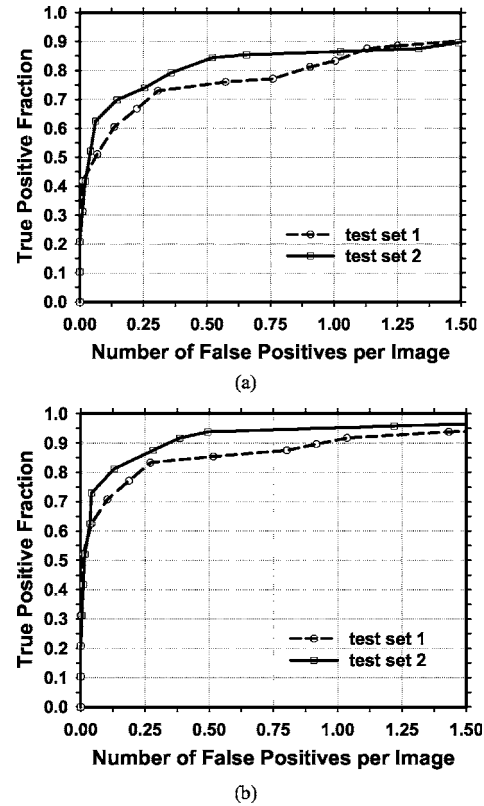 1.0
0.9
0.8
0.7
0.6
0.5
0.4
0.3
0.2
0.1
0.0
True Positive Fraction
test set 1
test set 2
0.00 0.25 0.50 0.75 1.00 1.25 1.50
Number of False Positives per Image
(a)
1.0
0.9
0.8
0.7
0.6
0.5
0.4
0.3
0.2
0.1
0.0
True Positive Fraction
test set 1
test set 2
0.00 0.25 0.50 0.75 1.00 1.25 1.50
Number of False Positives per Image
(b)